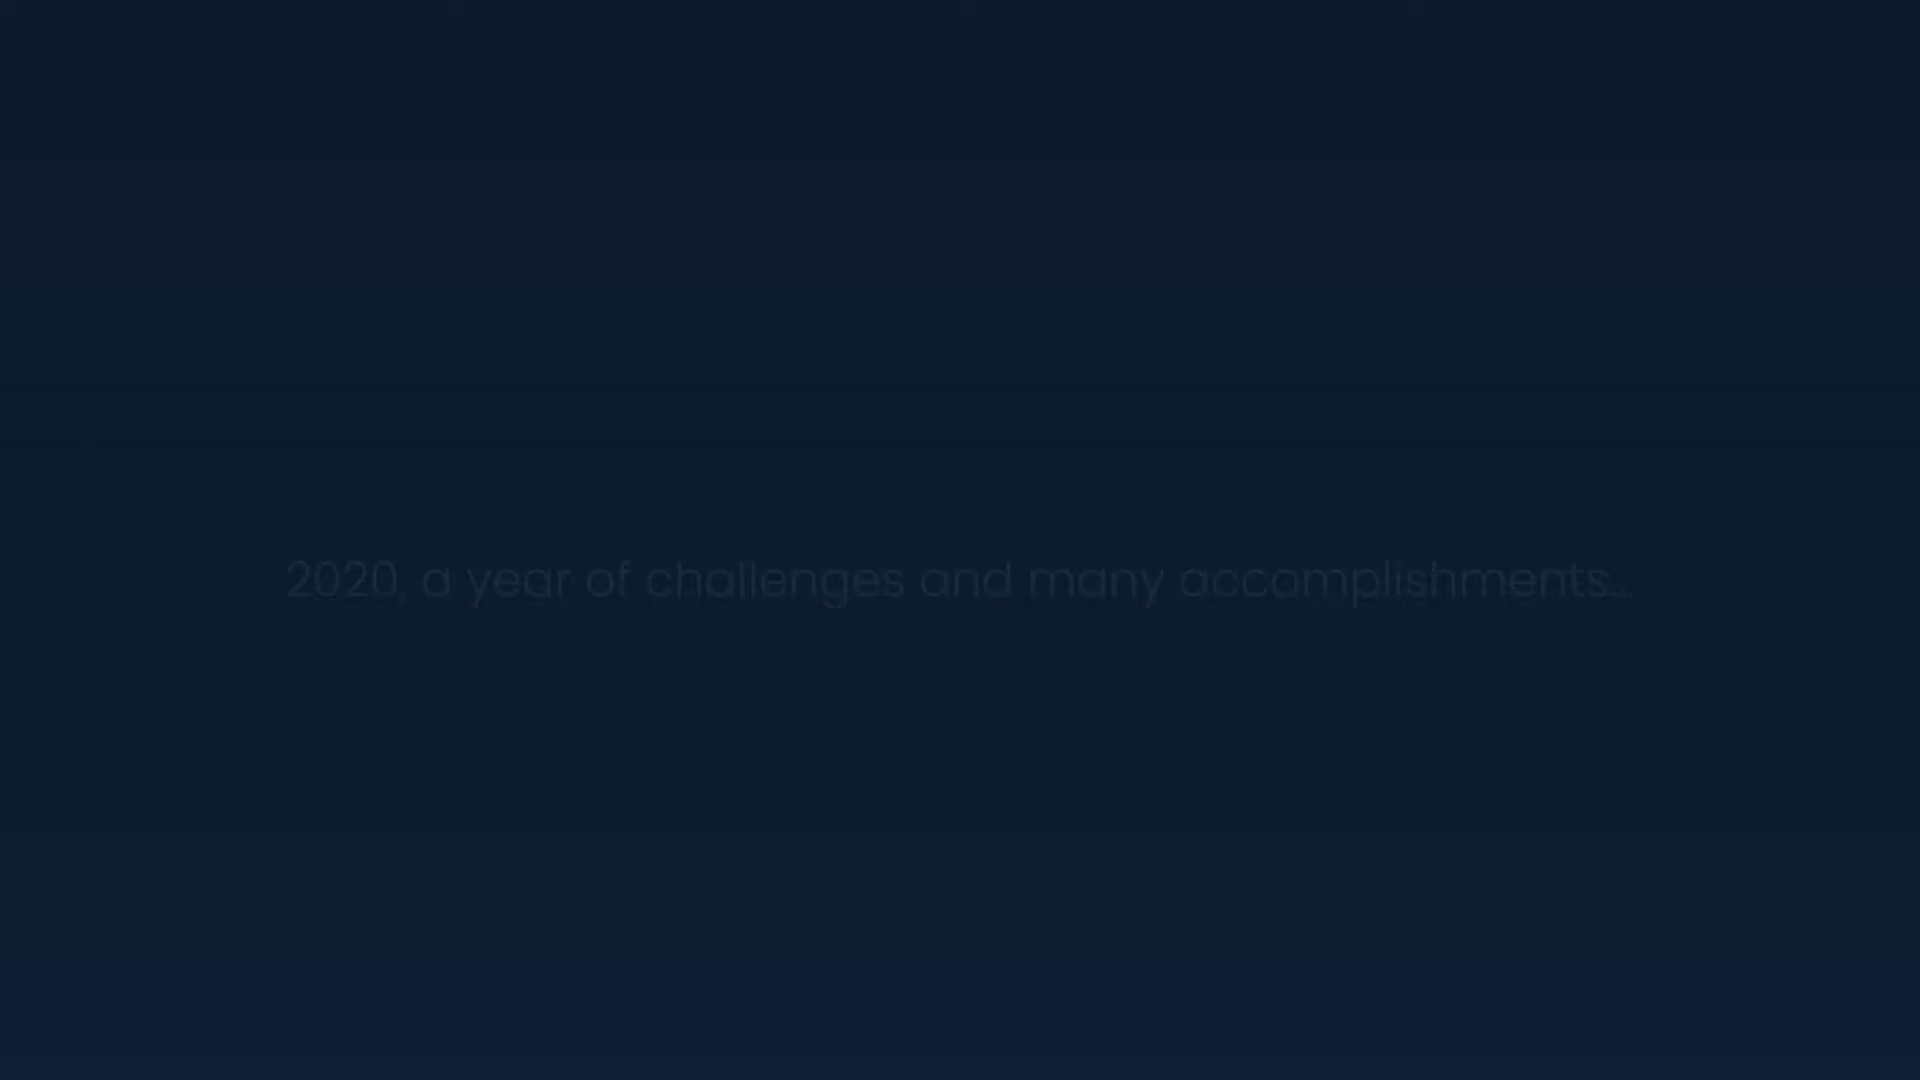 2020, a year of challenges and many accomplishments...